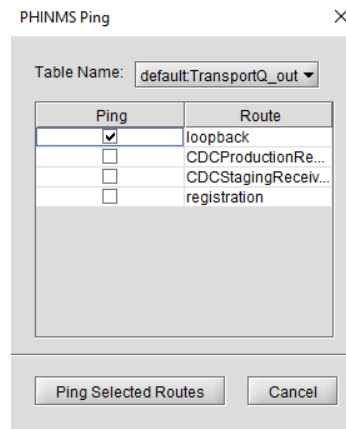 PHINMS Ping
Table Name: default:TransportQ_out
Ping Route
loopback
CDCProductionRe...
CDCStagingReceiv...
registration
Ping Selected Routes Cancel